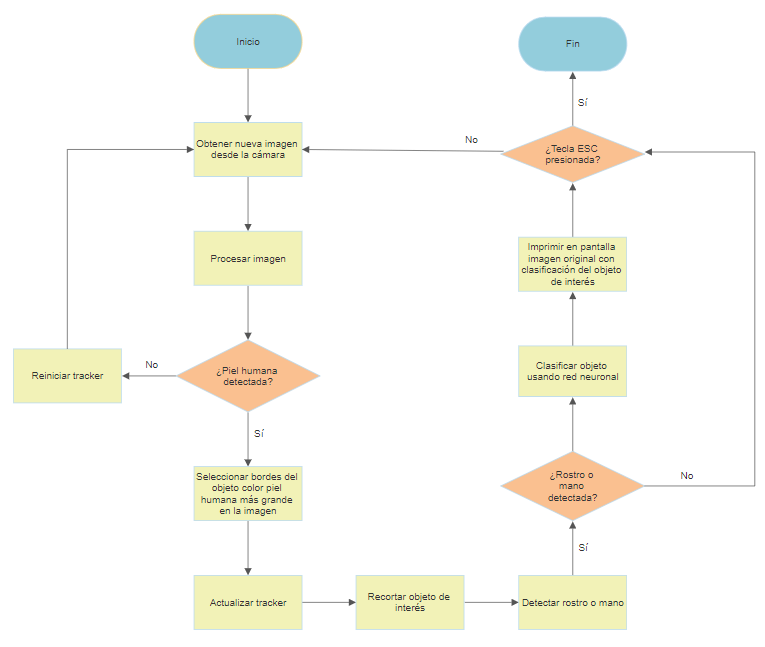 Inicio
Obtener nueva imagen
desde la cámara
Procesar imagen
¿Piel humana
detectada?
No
Reiniciar tracker
Sí
Seleccionar bordes del
objeto color piel
humana más grande
en la imagen
Actualizar tracker
Recortar objeto de
interés
Detectar rostro o mano
Sí
¿Rostro o
mano
detectada?
No
Clasificar objeto
usando red neuronal
Imprimir en pantalla
imagen original con
clasificación del objeto
de interés
¿Tecla ESC
presionada?
No
Sí
Fin